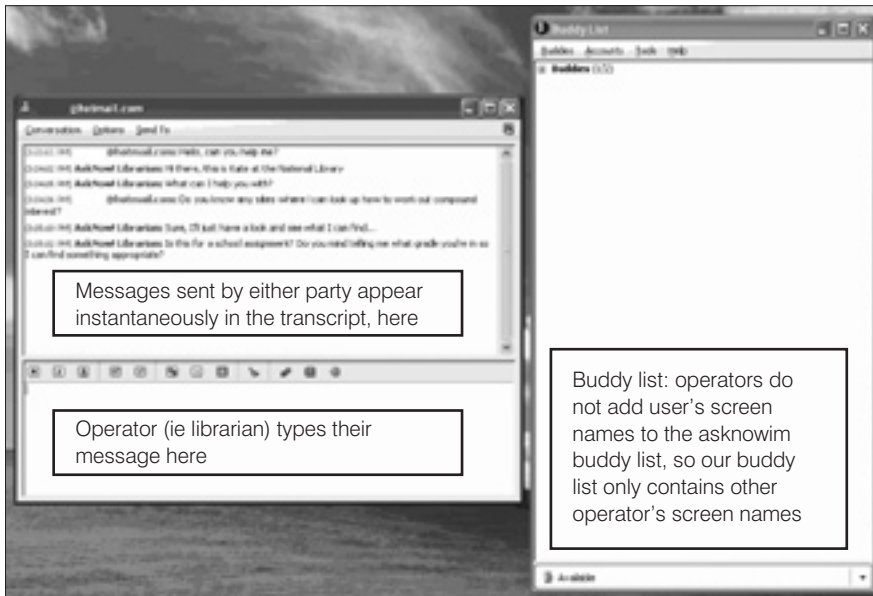 Buddy List
Buddies Accounts Tools Help
Buddies (1/2)
@hotmail.com
Conversation Options Send To
@hotmail.com: Hello, can you help me?
AskNow! Librarian: Hi there, this is Kate at the National Library
AskNow! Librarian: What can I help you with?
@hotmail.com: Do you know any sites where I can look up how to work out compound
interest?
AskNow! Librarian: Sure, I'll just have a look and see what I can find...
AskNow! Librarian: Is this for a school assignment? Do you mind telling me what grade you're in so
I can find something appropriate?
Messages sent by either party appear
instantaneously in the transcript, here
Operator (ie librarian) types their
message here
Buddy list: operators do
not add user's screen
names to the asknowim
buddy list, so our buddy
list only contains other
operator's screen names
Available